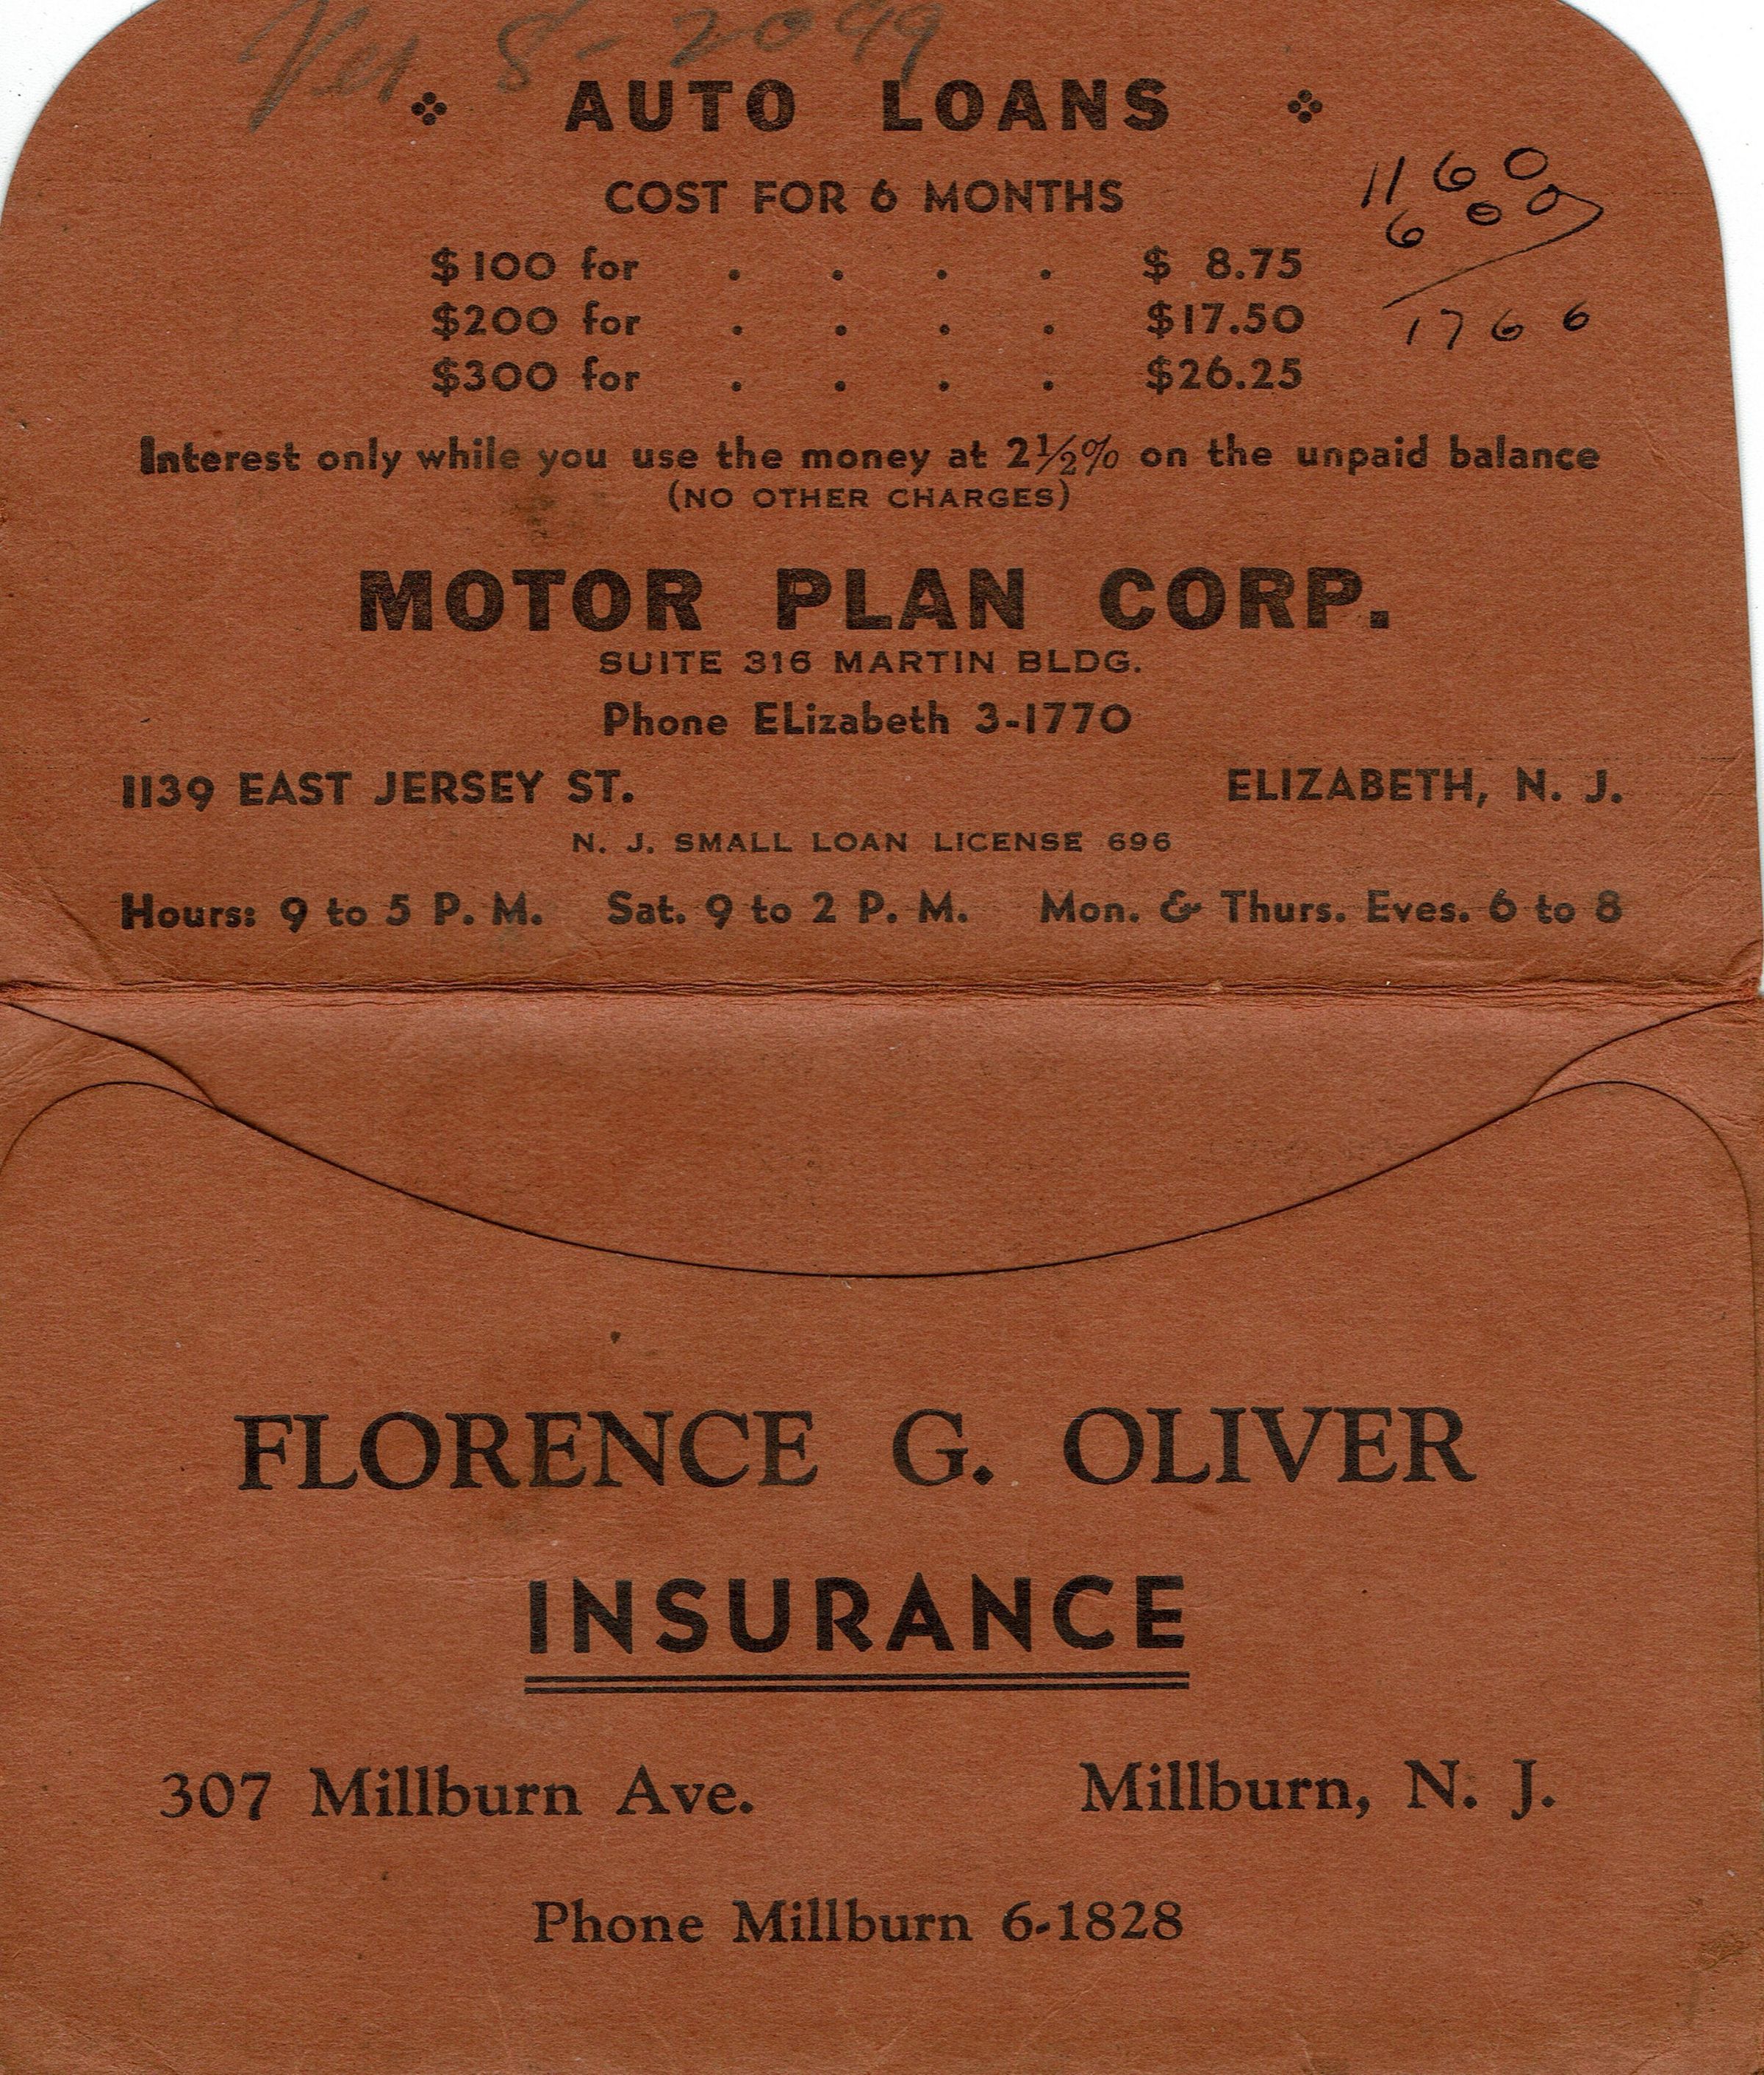 8-2099
AUTO LOANS
COST FOR 6 MONTHS
1160
600
1766
$100 for . . . . $ 8.75
$200 for . . . . $17.50
$300 for . . . . $26.25
Interest only while you use the money at 2½% on the unpaid balance
(NO OTHER CHARGES)
MOTOR PLAN CORP.
SUITE 316 MARTIN BLDG.
Phone ELizabeth 3-1770
1139 EAST JERSEY ST. ELIZABETH, N. J.
N. J. SMALL LOAN LICENSE 696
Hours: 9 to 5 P. M. Sat. 9 to 2 P. M. Mon. & Thurs. Eves. 6 to 8
FLORENCE G. OLIVER
INSURANCE
307 Millburn Ave. Millburn, N. J.
Phone Millburn 6-1828